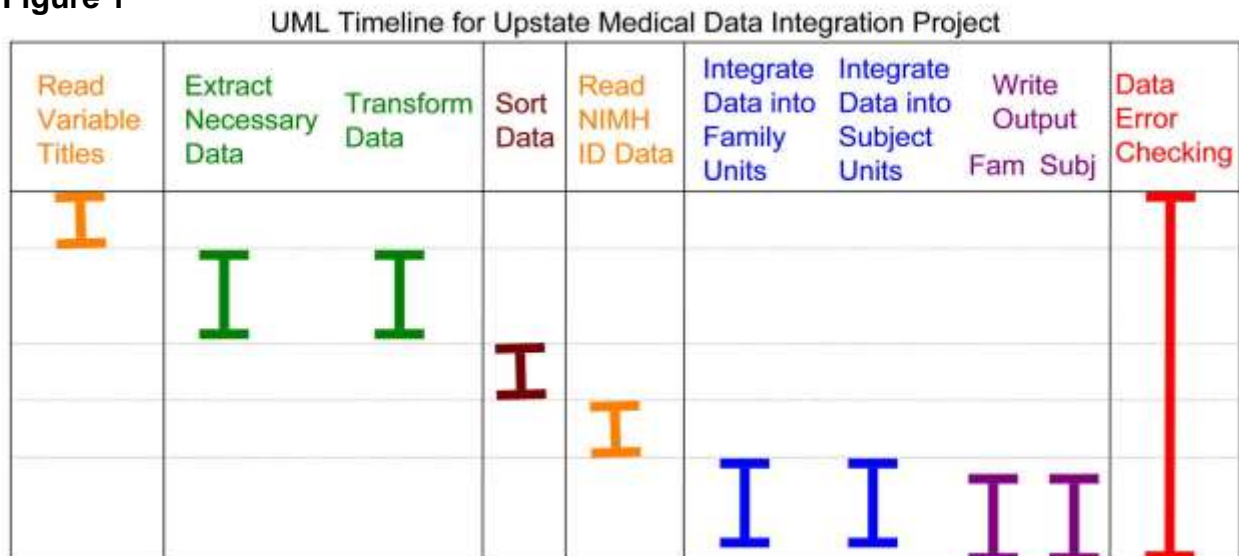 Figure 1
UML Timeline for Upstate Medical Data Integration Project
Read
Variable
Titles
Extract
Necessary
Data
Transform
Data
Sort
Data
Read
NIMH
ID Data
Integrate
Data into
Family
Units
Integrate
Data into
Subject
Units
Write
Output
Fam Subj
Data
Error
Checking